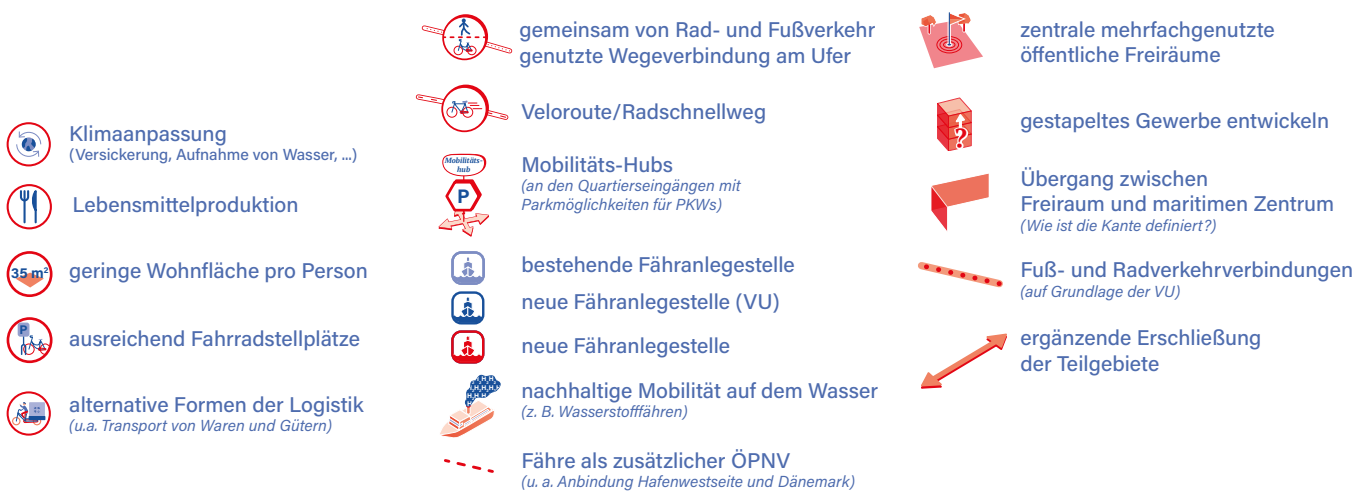 Klimaanpassung
(Versickerung, Aufnahme von Wasser, ...)
Lebensmittelproduktion
35 m²
geringe Wohnfläche pro Person
P
ausreichend Fahrradstellplätze
alternative Formen der Logistik
(u.a. Transport von Waren und Gütern)
gemeinsam von Rad- und Fußverkehr
genutzte Wegeverbindung am Ufer
Veloroute/Radschnellweg
Mobilitäts-
hub
P
Mobilitäts-Hubs
(an den Quartierseingängen mit
Parkmöglichkeiten für PKWs)
bestehende Fähranlegestelle
neue Fähranlegestelle (VU)
neue Fähranlegestelle
nachhaltige Mobilität auf dem Wasser
(z. B. Wasserstofffähren)
Fähre als zusätzlicher ÖPNV
(u. a. Anbindung Hafenwestseite und Dänemark)
zentrale mehrfachgenutzte
öffentliche Freiräume
?
gestapeltes Gewerbe entwickeln
Übergang zwischen
Freiraum und maritimen Zentrum
(Wie ist die Kante definiert?)
Fuß- und Radverkehrverbindungen
(auf Grundlage der VU)
ergänzende Erschließung
der Teilgebiete